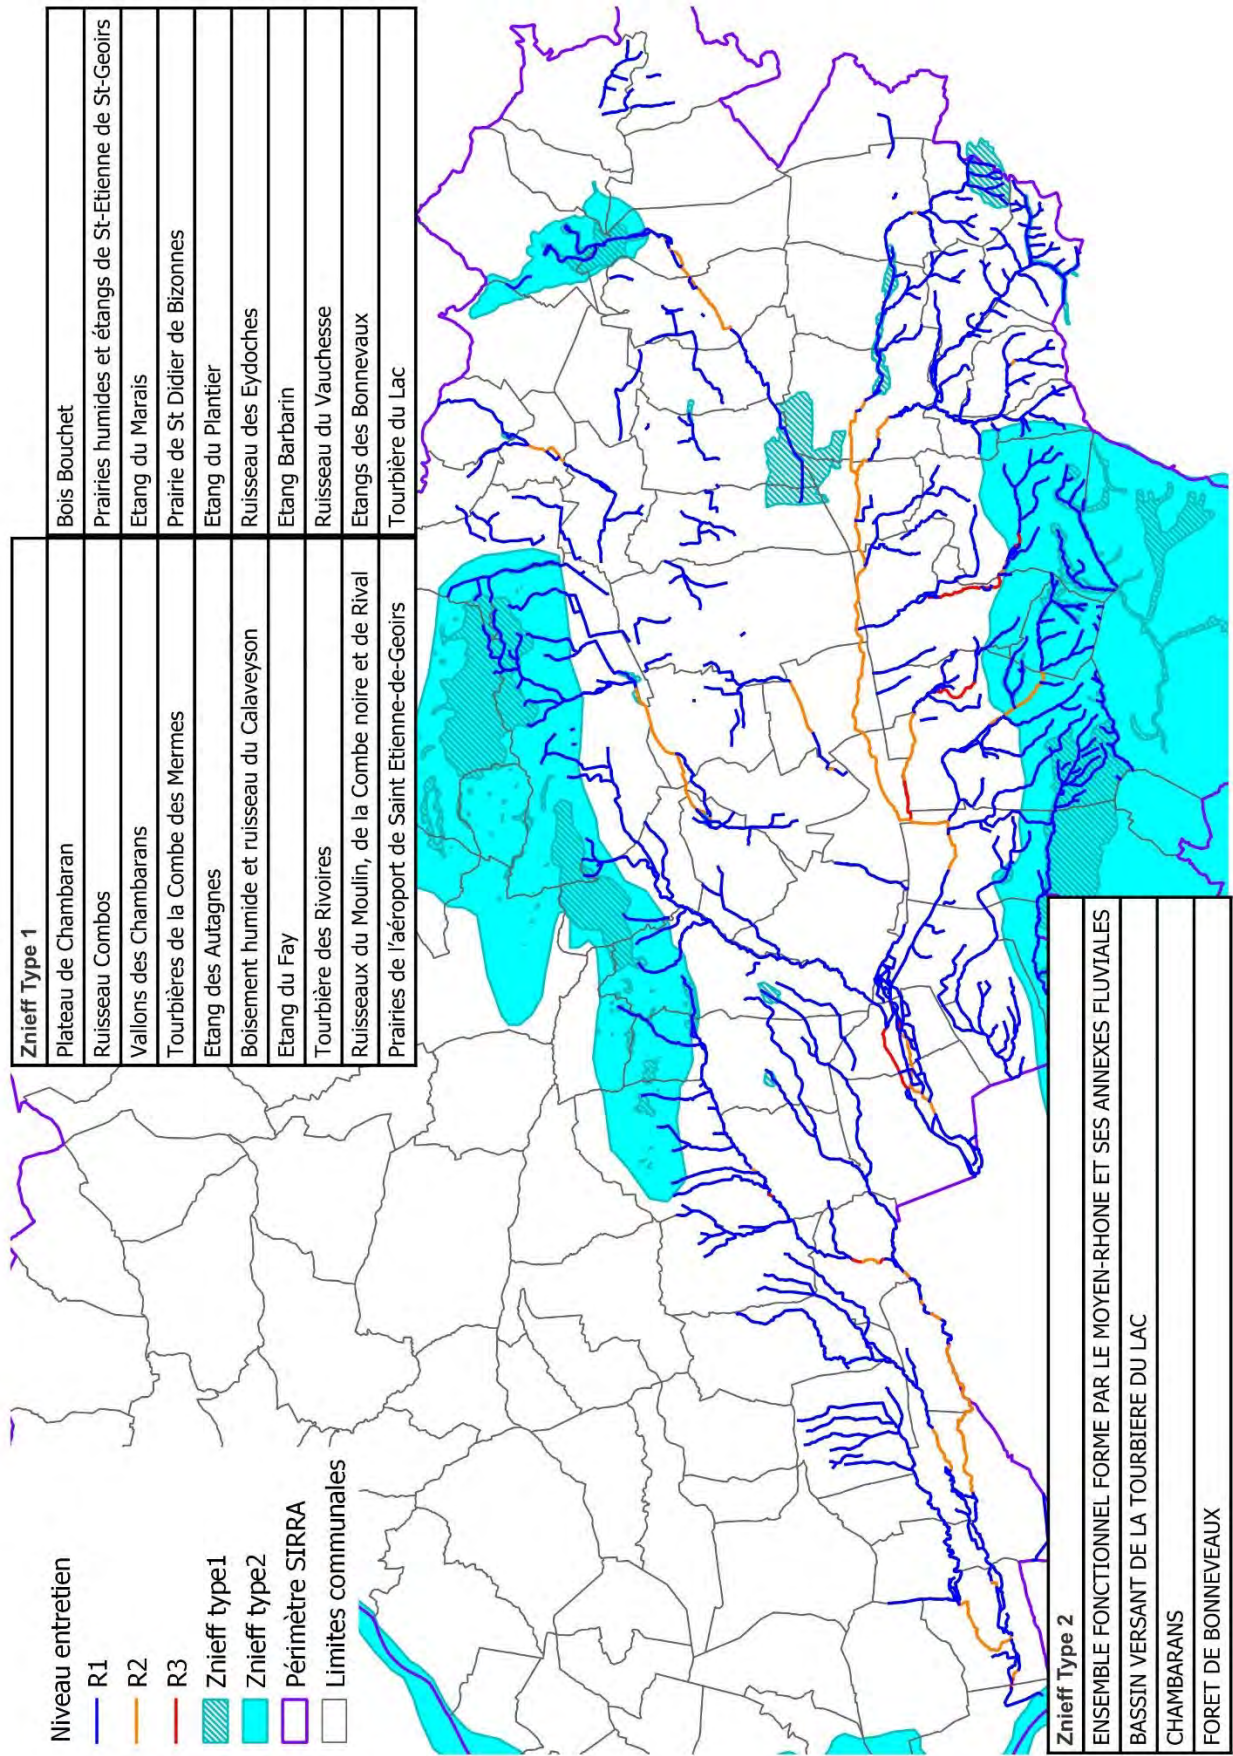 Niveau entretien
R1
R2
R3
Znieff type1
Znieff type2
Périmètre SIRRA
Limites communales
Znieff Type 1
Plateau de Chambaran
Bois Bouchet
Ruisseau Combos
Prairies humides et étangs de St-Etienne de St-Geoirs
Vallons des Chambarans
Etang du Marais
Tourbières de la Combe des Mermes
Prairie de St Didier de Bizonnes
Etang des Autagnes
Etang du Plantier
Boisement humide et ruisseau du Calaveyson
Ruisseau des Eydoches
Etang du Fay
Etang Barbarin
Tourbière des Rivoires
Ruisseau du Vauchesse
Ruisseaux du Moulin, de la Combe noire et de Rival
Etangs des Bonnevaux
Prairies de l'aéroport de Saint Etienne-de-Geoirs
Tourbière du Lac
Znieff Type 2
ENSEMBLE FONCTIONNEL FORME PAR LE MOYEN-RHONE ET SES ANNEXES FLUVIALES
BASSIN VERSANT DE LA TOURBIERE DU LAC
CHAMBARANS
FORET DE BONNEVEAUX